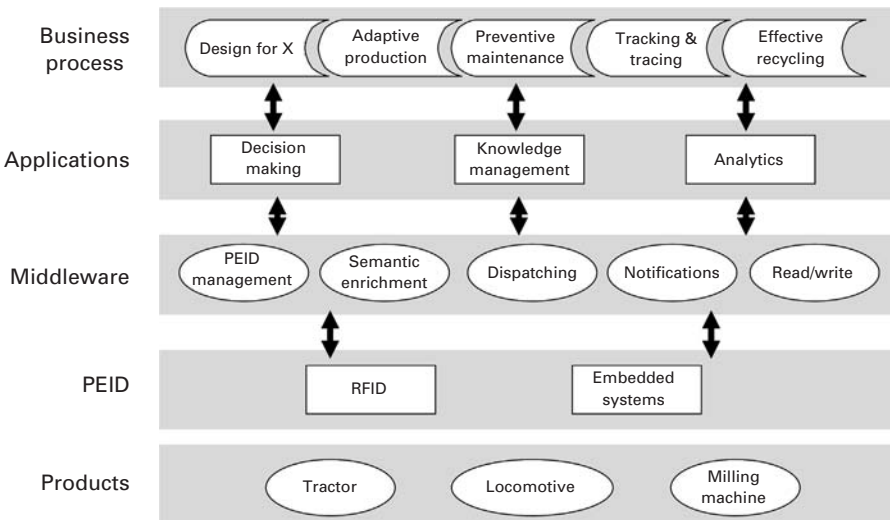 Business
process
Design for X
Adaptive
production
Preventive
maintenance
Tracking &
tracing
Effective
recycling
Applications
Decision
making
Knowledge
management
Analytics
Middleware
PEID
management
Semantic
enrichment
Dispatching
Notifications
Read/write
PEID
RFID
Embedded
systems
Products
Tractor
Locomotive
Milling
machine